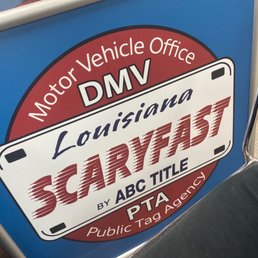 Motor Vehicle Office
DMV
Louisiana
SCARYFAST
BY ABC TITLE
PTA
Public Tag Agency